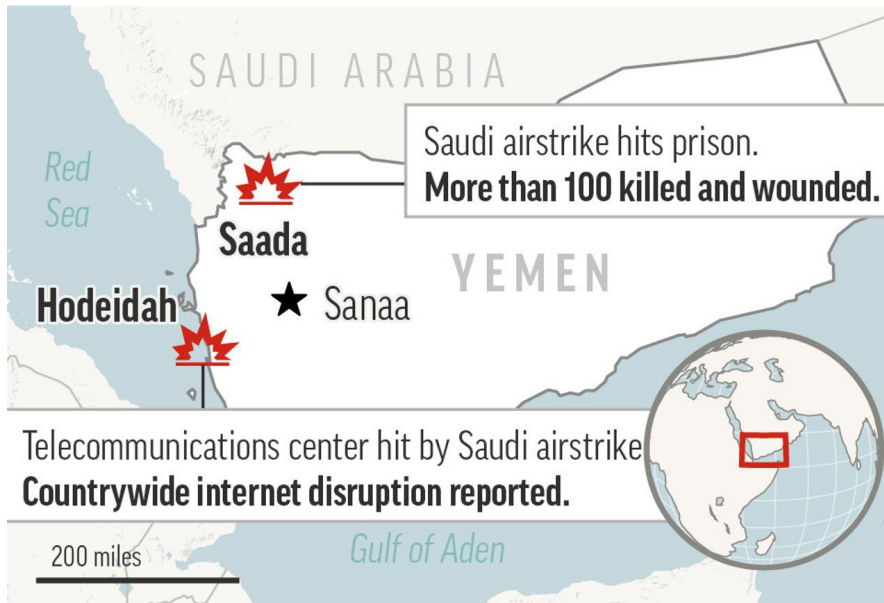 SAUDI ARABIA
Saudi airstrike hits prison.
More than 100 killed and wounded.
Red
Sea
Saada
YEMEN
Hodeidah
Sanaa
Telecommunications center hit by Saudi airstrike
Countrywide internet disruption reported.
200 miles
Gulf of Aden